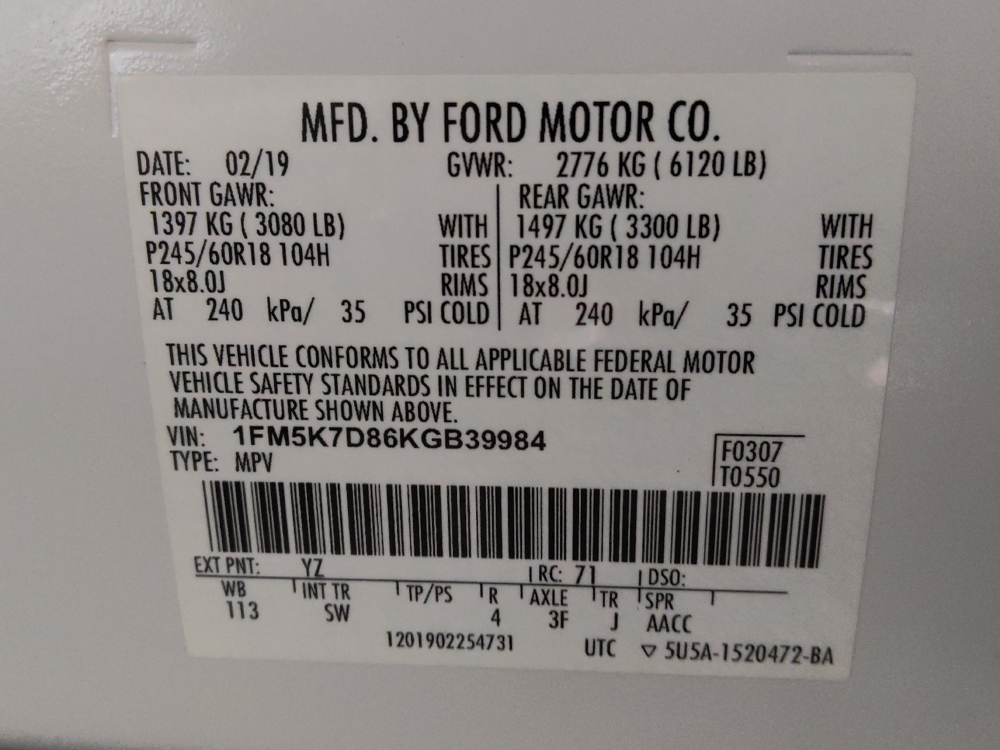 MFD. BY FORD MOTOR CO.
DATE: 02/19 GVWR: 2776 KG ( 6120 LB)
FRONT GAWR: REAR GAWR:
1397 KG ( 3080 LB) WITH 1497 KG ( 3300 LB) WITH
P245/60R18 104H TIRES P245/60R18 104H TIRES
18x8.0J RIMS 18x8.0J RIMS
AT 240 kPa/ 35 PSI COLD AT 240 kPa/ 35 PSI COLD
THIS VEHICLE CONFORMS TO ALL APPLICABLE FEDERAL MOTOR
VEHICLE SAFETY STANDARDS IN EFFECT ON THE DATE OF
MANUFACTURE SHOWN ABOVE.
VIN: 1FM5K7D86KGB39984
F0307
TYPE: MPV
T0550
EXT PNT: YZ RC: 71 DSO:
WB INT TR TP/PS R AXLE TR SPR
113 SW 4 3F J AACC
1201902254731 UTC ▽ 5U5A-1520472-BA